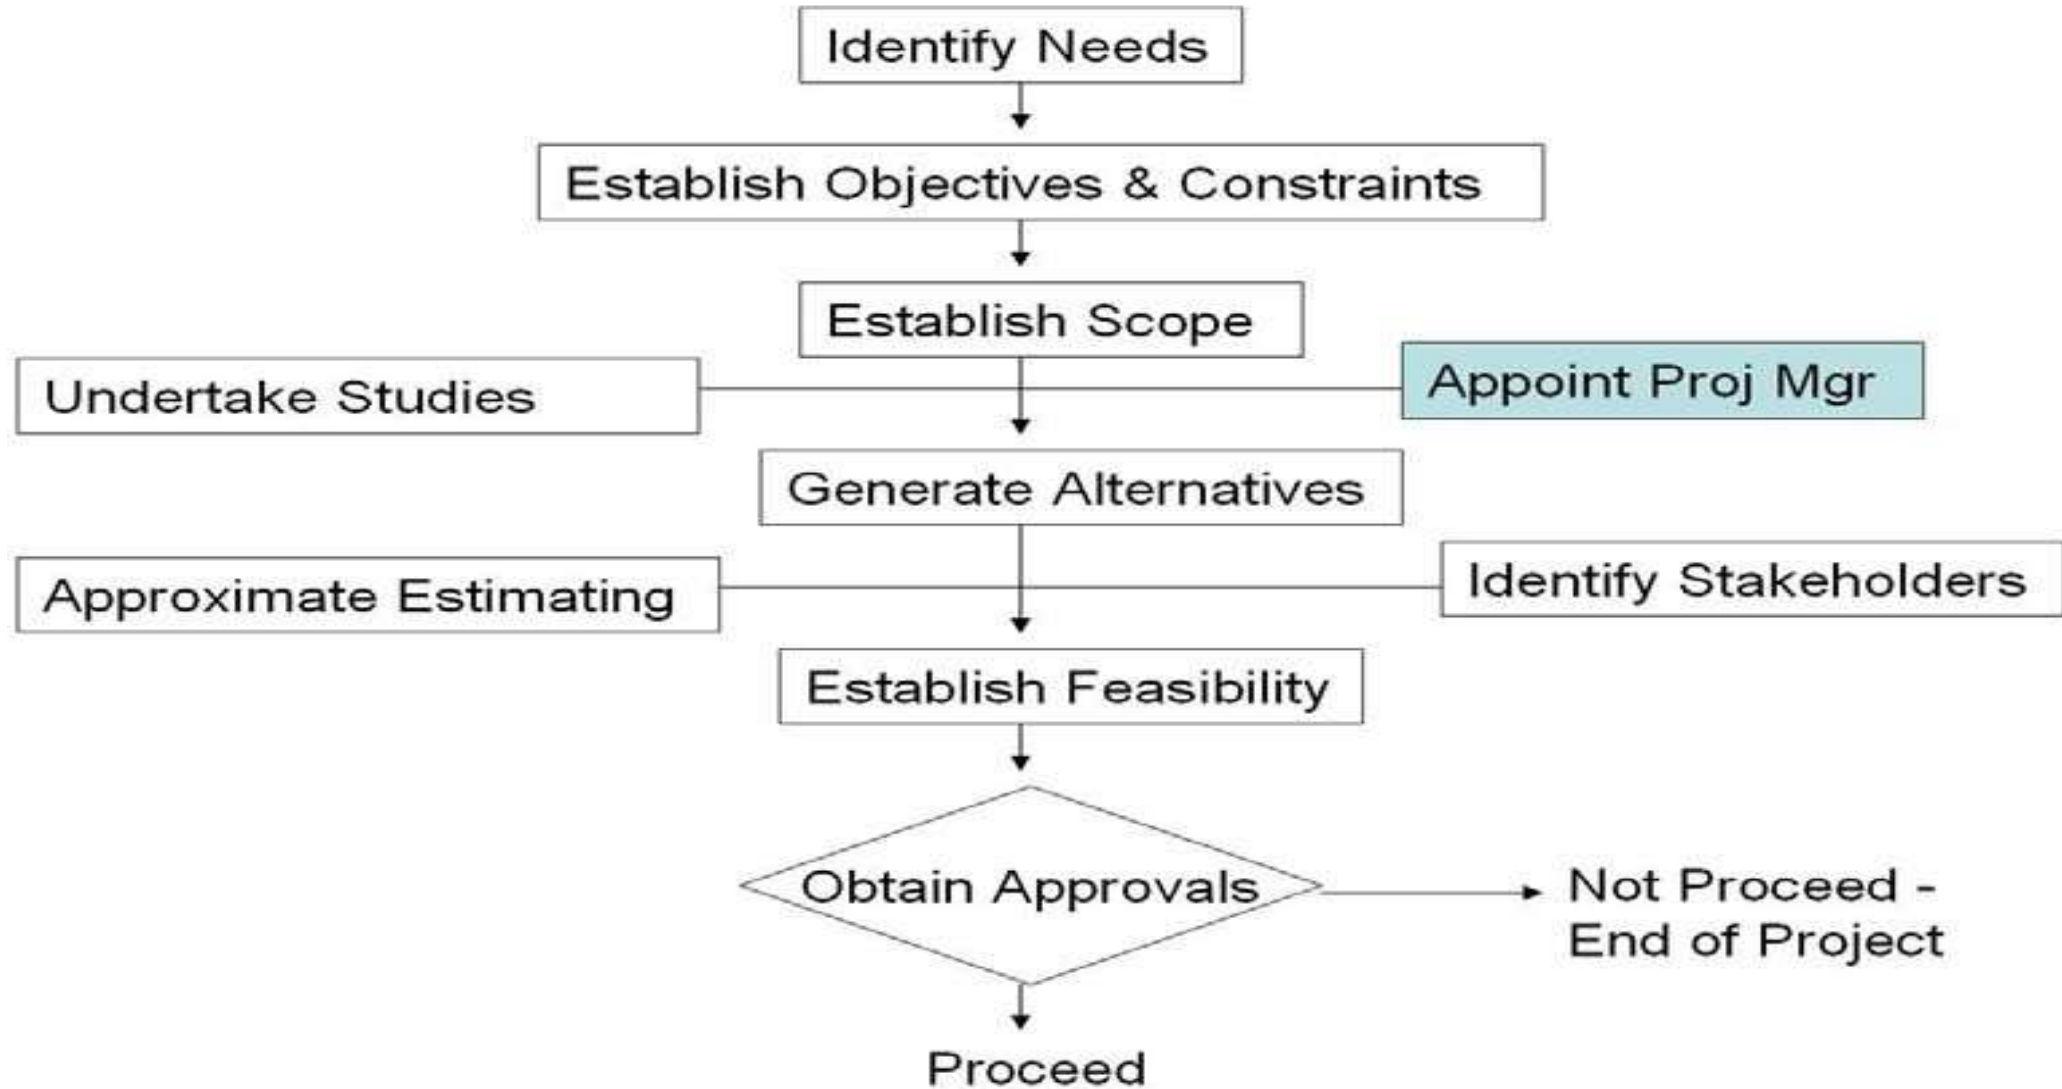 Identify Needs
Establish Objectives & Constraints
Establish Scope
Undertake Studies
Appoint Proj Mgr
Generate Alternatives
Approximate Estimating
Identify Stakeholders
Establish Feasibility
Obtain Approvals
Not Proceed -
End of Project
Proceed